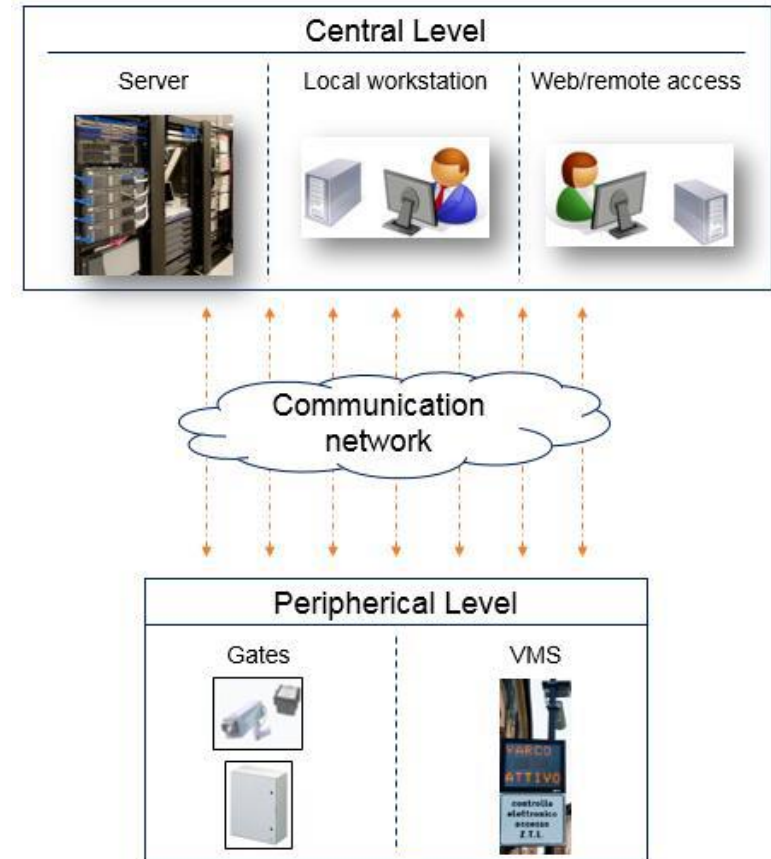 Central Level
Server
Local workstation
Web/remote access
Communication
network
Peripherical Level
Gates
VMS
VARCO
ATTIVO
controllo
elettronico
accesso
Z.T.L.